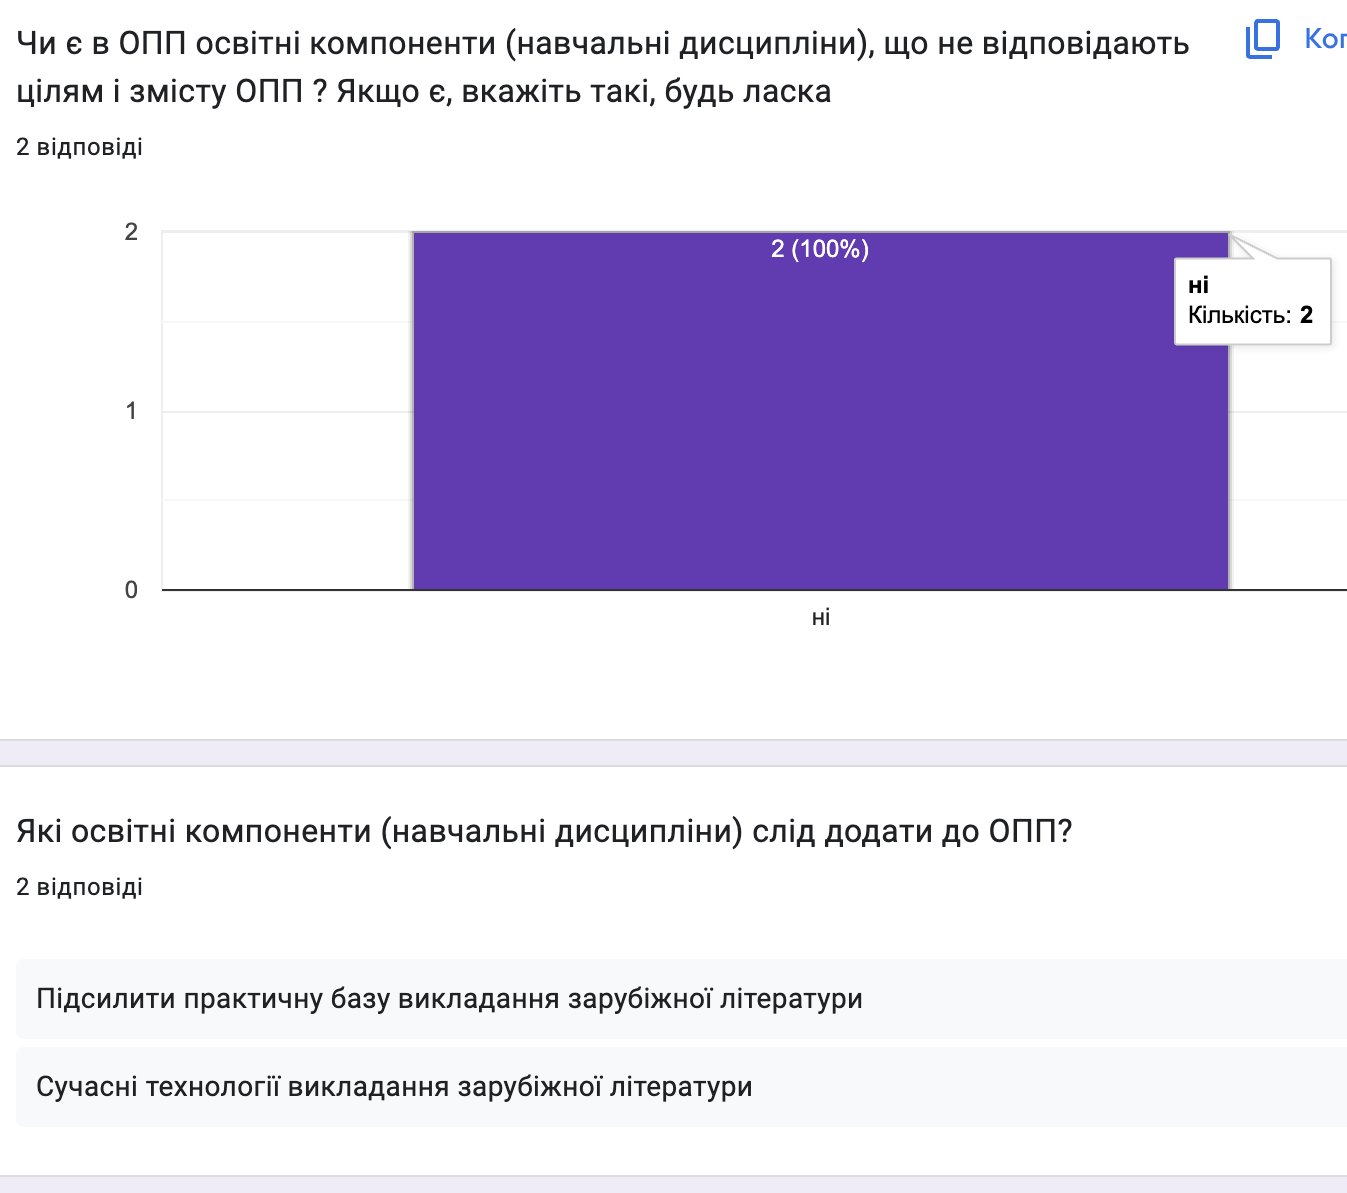 Чи є в ОПП освітні компоненти (навчальні дисципліни), що не відповідають
цілям і змісту ОПП ? Якщо є, вкажіть такі, будь ласка
2 відповіді
2
2 (100%)
ні
Кількість: 2
1
0
ні
Які освітні компоненти (навчальні дисципліни) слід додати до ОПП?
2 відповіді
Підсилити практичну базу викладання зарубіжної літератури
Сучасні технології викладання зарубіжної літератури